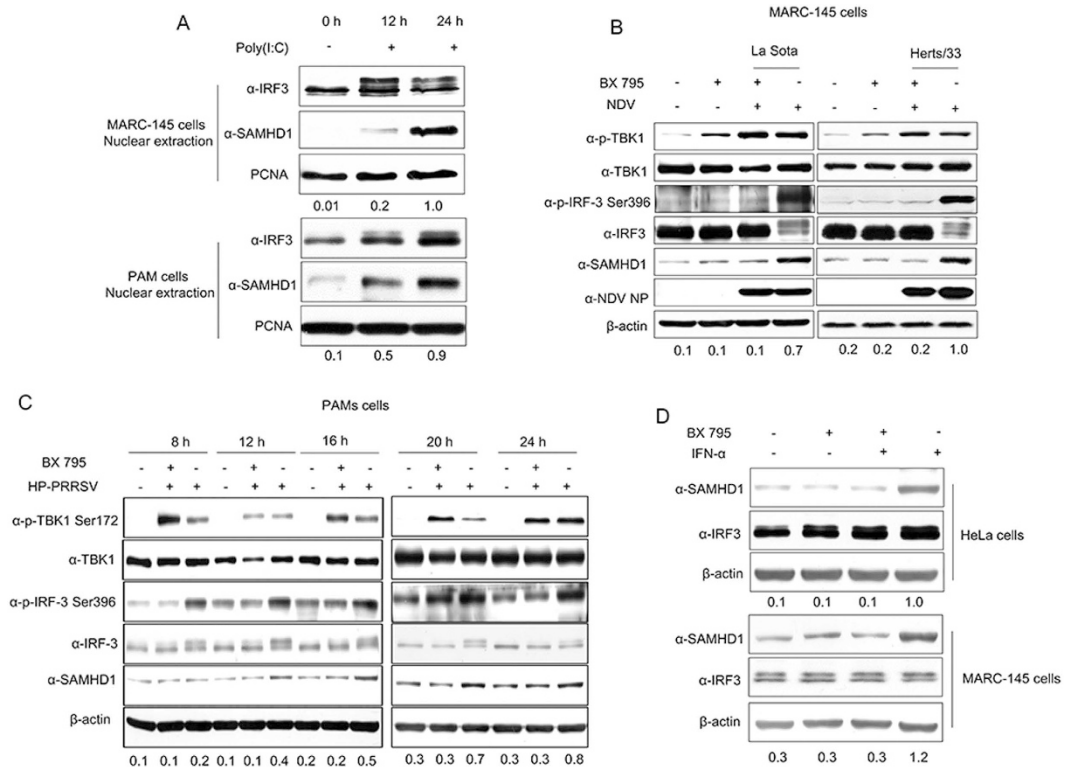 A
0 h 12 h 24 h
Poly(I:C) - + +
α-IRF3
MARC-145 cells
Nuclear extraction
α-SAMHD1
PCNA
0.01 0.2 1.0
α-IRF3
PAM cells
Nuclear extraction
α-SAMHD1
PCNA
0.1 0.5 0.9
B
MARC-145 cells
La Sota Herts/33
BX 795 - + + - - + + -
NDV - - + + - - + +
α-p-TBK1
α-TBK1
α-p-IRF-3 Ser396
α-IRF3
α-SAMHD1
α-NDV NP
β-actin
0.1 0.1 0.1 0.7 0.2 0.2 0.2 1.0
C
PAMs cells
8 h 12 h 16 h 20 h 24 h
BX 795 - + - - + - - + - - + - - + -
HP-PRRSV - + + - + + - + + - + + - + +
α-p-TBK1 Ser172
α-TBK1
α-p-IRF-3 Ser396
α-IRF-3
α-SAMHD1
β-actin
0.1 0.1 0.2 0.1 0.1 0.4 0.2 0.2 0.5 0.3 0.3 0.7 0.3 0.3 0.8
D
BX 795 - + + -
IFN-α - - + +
α-SAMHD1
α-IRF3
HeLa cells
β-actin
0.1 0.1 0.1 1.0
α-SAMHD1
α-IRF3
MARC-145 cells
β-actin
0.3 0.3 0.3 1.2